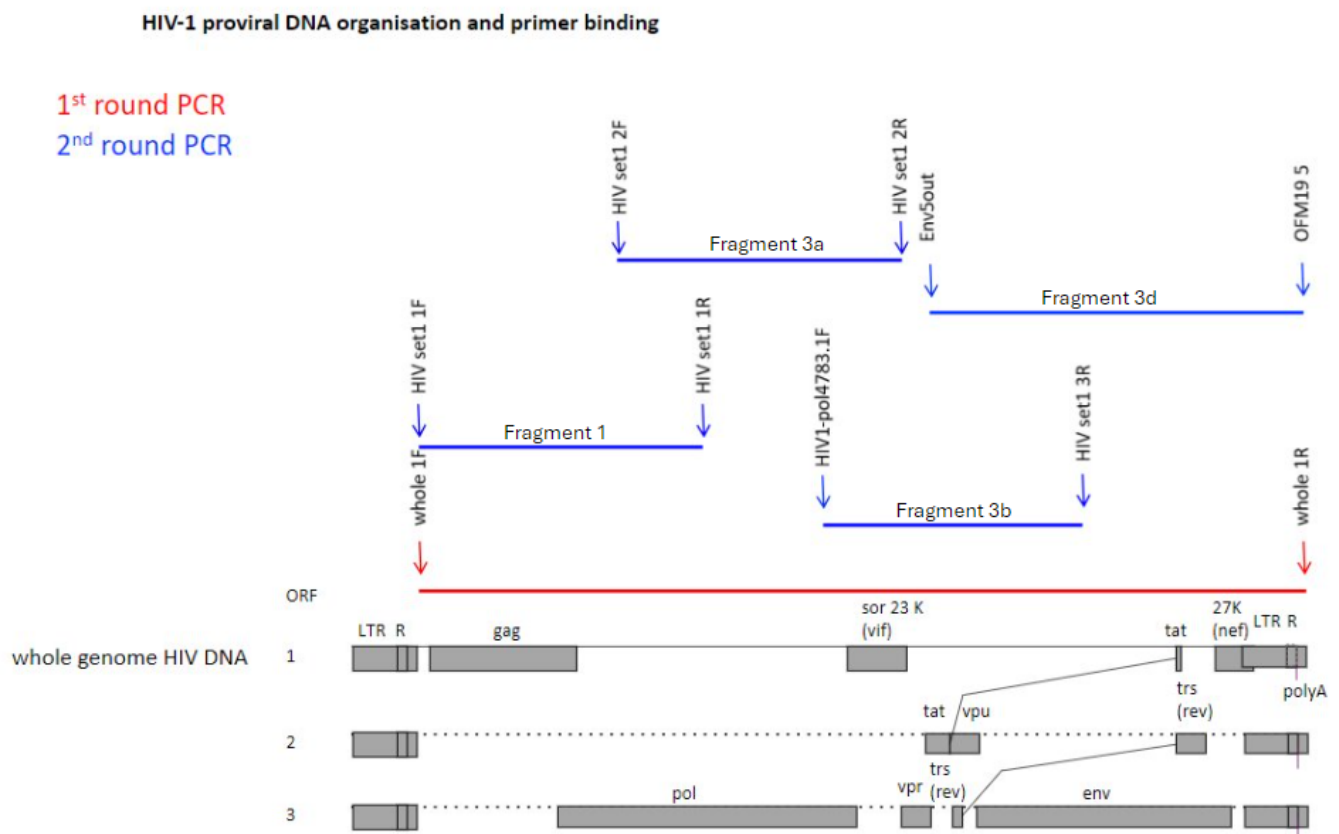 HIV-1 proviral DNA organisation and primer binding
1st round PCR
2nd round PCR
HIV set1 2F
HIV set1 2R
Env5out
OFM19 5
Fragment 3a
Fragment 3d
HIV set1 1F
HIV set1 1R
HIV1-pol4783.1F
HIV set1 3R
Fragment 1
whole 1F
whole 1R
Fragment 3b
ORF
sor 23 K
(vif)
27K
(nef)
LTR R
gag
tat
LTR R
whole genome HIV DNA
1
trs
(rev)
polyA
tat
vpu
2
trs
(rev)
vpr
pol
env
3